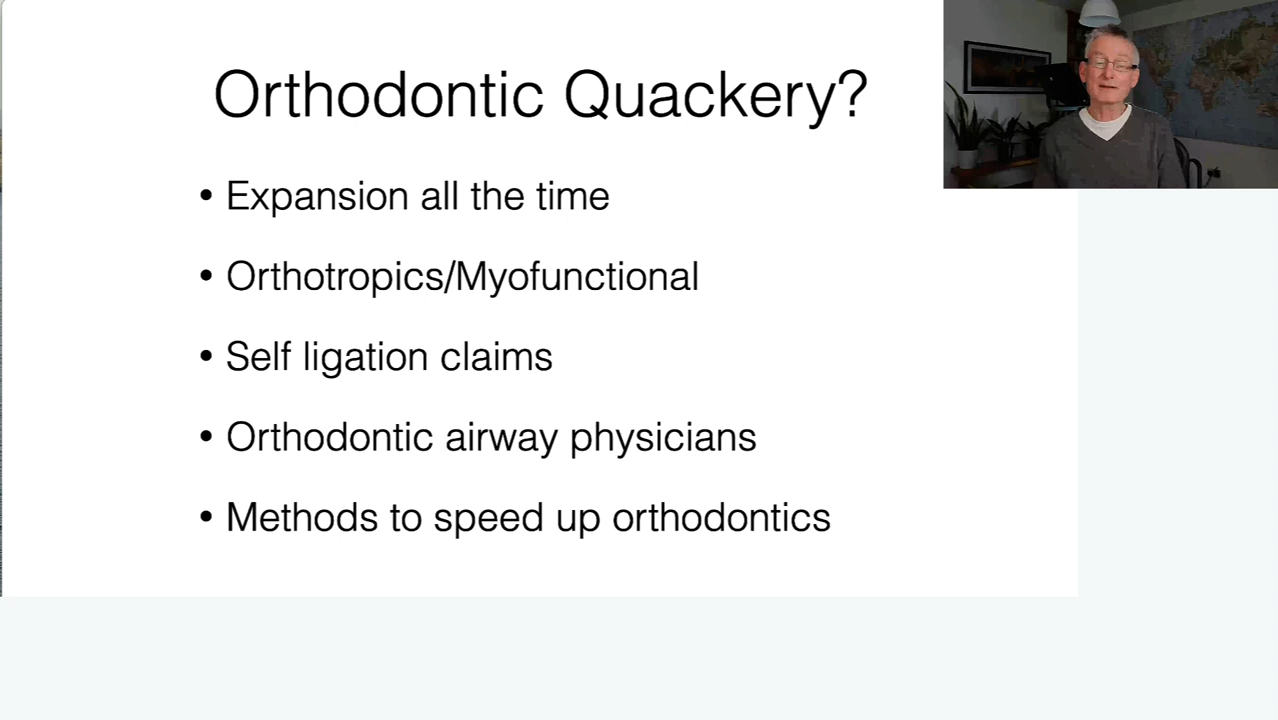 Orthodontic Quackery?
• Expansion all the time
• Orthotropics/Myofunctional
• Self ligation claims
• Orthodontic airway physicians
• Methods to speed up orthodontics